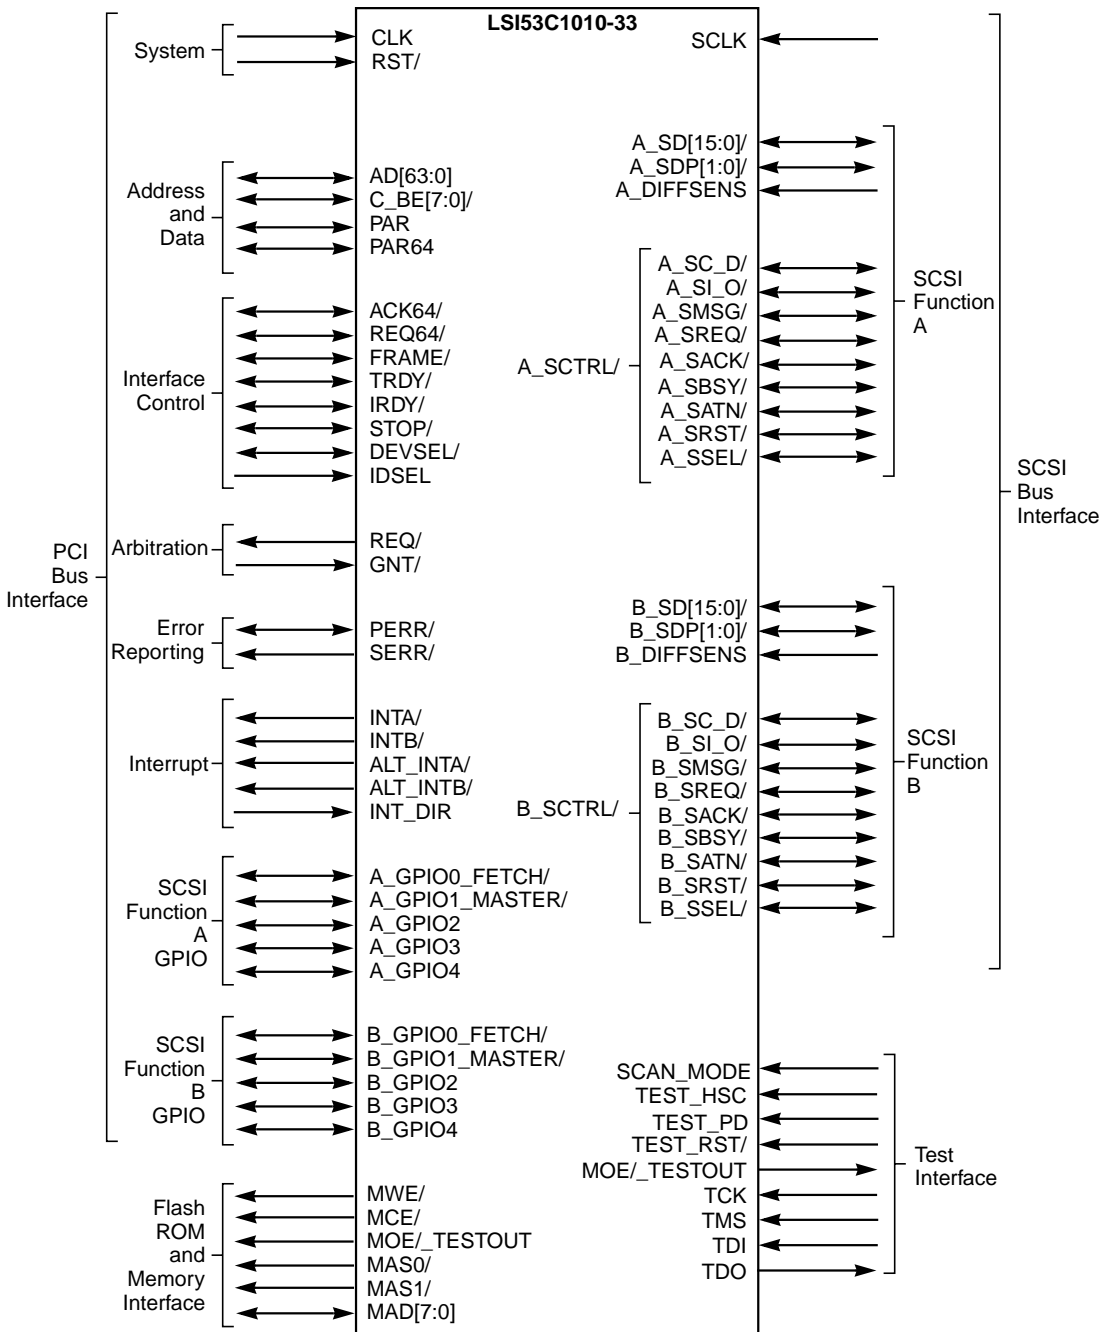 LSI53C1010-33
PCI
Bus
Interface
System
CLK
RST/
Address
and
Data
AD[63:0]
C_BE[7:0]/
PAR
PAR64
Interface
Control
ACK64/
REQ64/
FRAME/
TRDY/
IRDY/
STOP/
DEVSEL/
IDSEL
Arbitration
REQ/
GNT/
Error
Reporting
PERR/
SERR/
Interrupt
INTA/
INTB/
ALT_INTA/
ALT_INTB/
INT_DIR
SCSI
Function
A
GPIO
A_GPIO0_FETCH/
A_GPIO1_MASTER/
A_GPIO2
A_GPIO3
A_GPIO4
SCSI
Function
B
GPIO
B_GPIO0_FETCH/
B_GPIO1_MASTER/
B_GPIO2
B_GPIO3
B_GPIO4
Flash
ROM
and
Memory
Interface
MWE/
MCE/
MOE/_TESTOUT
MAS0/
MAS1/
MAD[7:0]
SCLK
A_SD[15:0]/
A_SDP[1:0]/
A_DIFFSENS
A_SCTRL/
A_SC_D/
A_SI_O/
A_SMSG/
A_SREQ/
A_SACK/
A_SBSY/
A_SATN/
A_SRST/
A_SSEL/
SCSI
Function
A
SCSI
Bus
Interface
B_SD[15:0]/
B_SDP[1:0]/
B_DIFFSENS
B_SCTRL/
B_SC_D/
B_SI_O/
B_SMSG/
B_SREQ/
B_SACK/
B_SBSY/
B_SATN/
B_SRST/
B_SSEL/
SCSI
Function
B
SCAN_MODE
TEST_HSC
TEST_PD
TEST_RST/
MOE/_TESTOUT
TCK
TMS
TDI
TDO
Test
Interface